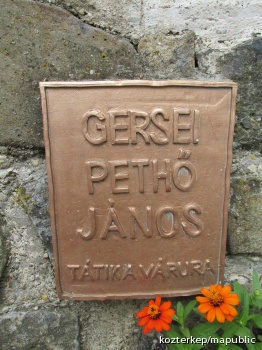 GERSEI
PETHŐ
JÁNOS
TÁTIKA VÁRURA
kozterkep/mapublic